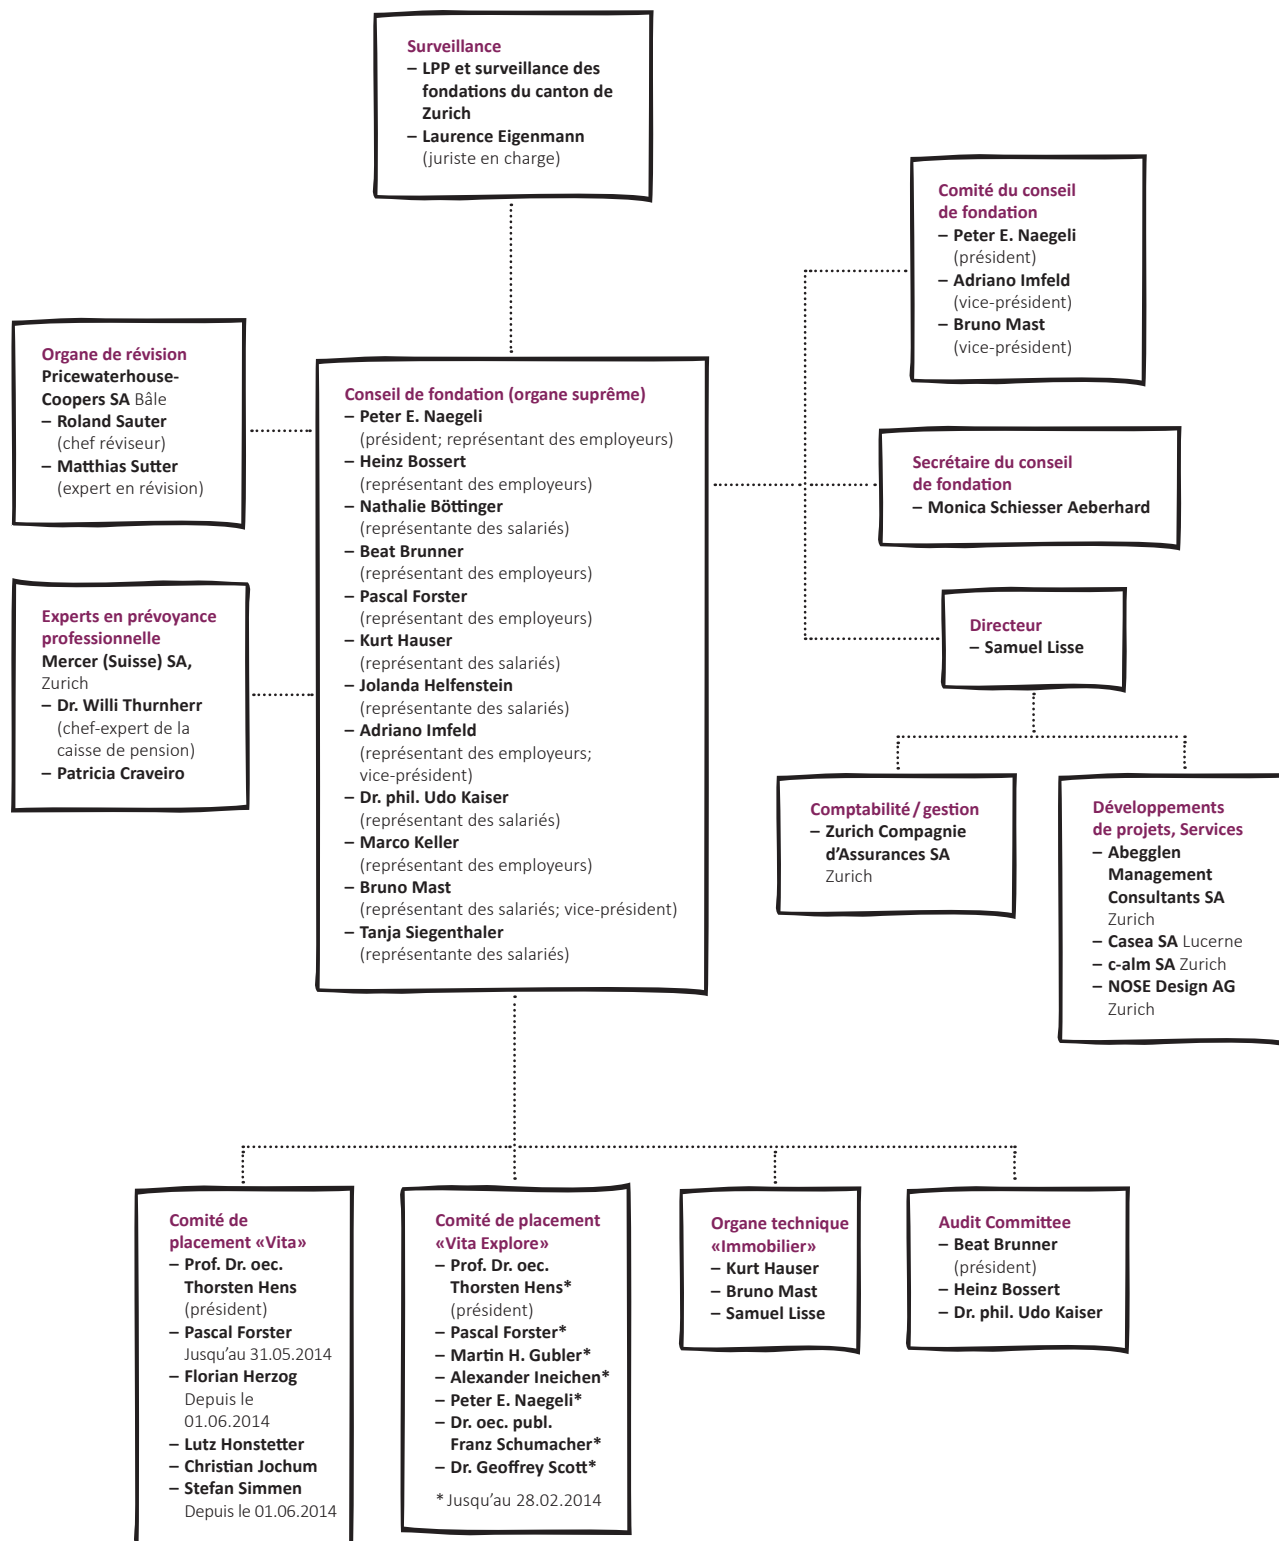 Surveillance
– LPP et surveillance des
fondations du canton de
Zurich
– Laurence Eigenmann
(juriste en charge)
Comité du conseil
de fondation
– Peter E. Naegeli
(président)
– Adriano Imfeld
(vice-président)
– Bruno Mast
(vice-président)
Organe de révision
Pricewaterhouse-
Coopers SA Bâle
– Roland Sauter
(chef réviseur)
– Matthias Sutter
(expert en révision)
Conseil de fondation (organe suprême)
– Peter E. Naegeli
(président; représentant des employeurs)
– Heinz Bossert
(représentant des employeurs)
– Nathalie Böttinger
(représentante des salariés)
– Beat Brunner
(représentant des employeurs)
– Pascal Forster
(représentant des employeurs)
– Kurt Hauser
(représentant des salariés)
– Jolanda Helfenstein
(représentante des salariés)
– Adriano Imfeld
(représentant des employeurs;
vice-président)
– Dr. phil. Udo Kaiser
(représentant des salariés)
– Marco Keller
(représentant des employeurs)
– Bruno Mast
(représentant des salariés; vice-président)
– Tanja Siegenthaler
(représentante des salariés)
Secrétaire du conseil
de fondation
– Monica Schiesser Aeberhard
Experts en prévoyance
professionnelle
Mercer (Suisse) SA,
Zurich
– Dr. Willi Thurnherr
(chef-expert de la
caisse de pension)
– Patricia Craveiro
Directeur
– Samuel Lisse
Comptabilité / gestion
– Zurich Compagnie
d'Assurances SA
Zurich
Développements
de projets, Services
– Abegglen
Management
Consultants SA
Zurich
– Casea SA Lucerne
– c-alm SA Zurich
– NOSE Design AG
Zurich
Comité de
placement «Vita»
– Prof. Dr. oec.
Thorsten Hens
(président)
– Pascal Forster
Jusqu'au 31.05.2014
– Florian Herzog
Depuis le
01.06.2014
– Lutz Honstetter
– Christian Jochum
– Stefan Simmen
Depuis le 01.06.2014
Comité de placement
«Vita Explore»
– Prof. Dr. oec.
Thorsten Hens*
(président)
– Pascal Forster*
– Martin H. Gubler*
– Alexander Ineichen*
– Peter E. Naegeli*
– Dr. oec. publ.
Franz Schumacher*
– Dr. Geoffrey Scott*
* Jusqu'au 28.02.2014
Organe technique
«Immobilier»
– Kurt Hauser
– Bruno Mast
– Samuel Lisse
Audit Committee
– Beat Brunner
(président)
– Heinz Bossert
– Dr. phil. Udo Kaiser